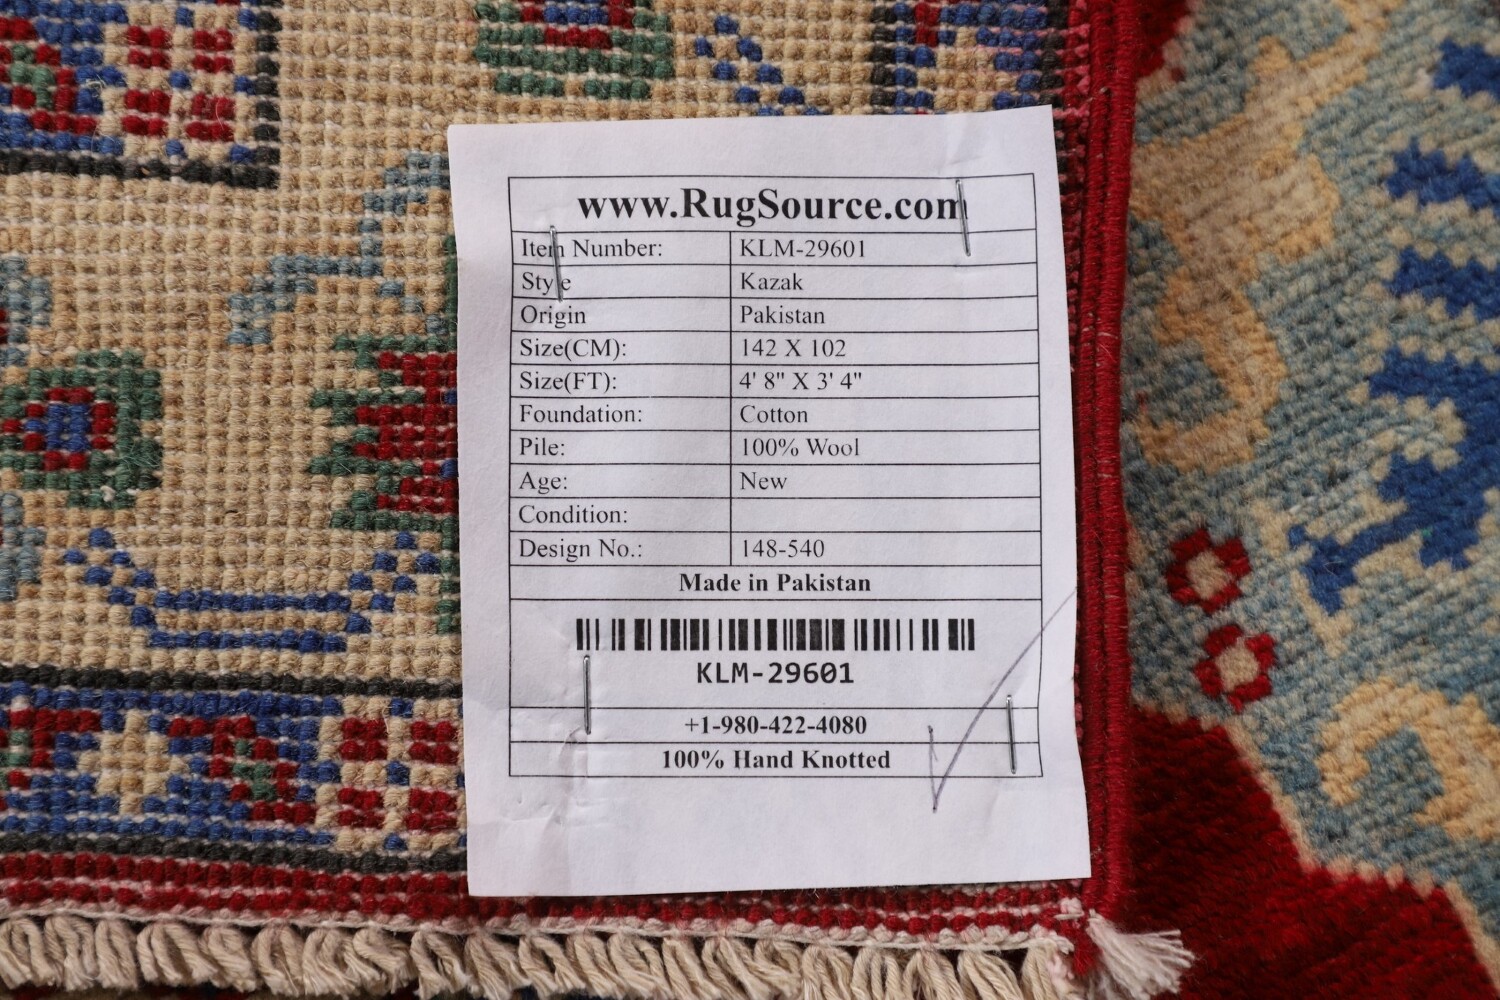 www.RugSource.com
Item Number: KLM-29601
Style Kazak
Origin Pakistan
Size(CM): 142 X 102
Size(FT): 4' 8" X 3' 4"
Foundation: Cotton
Pile: 100% Wool
Age: New
Condition:
Design No.: 148-540
Made in Pakistan
KLM-29601
+1-980-422-4080
100% Hand Knotted